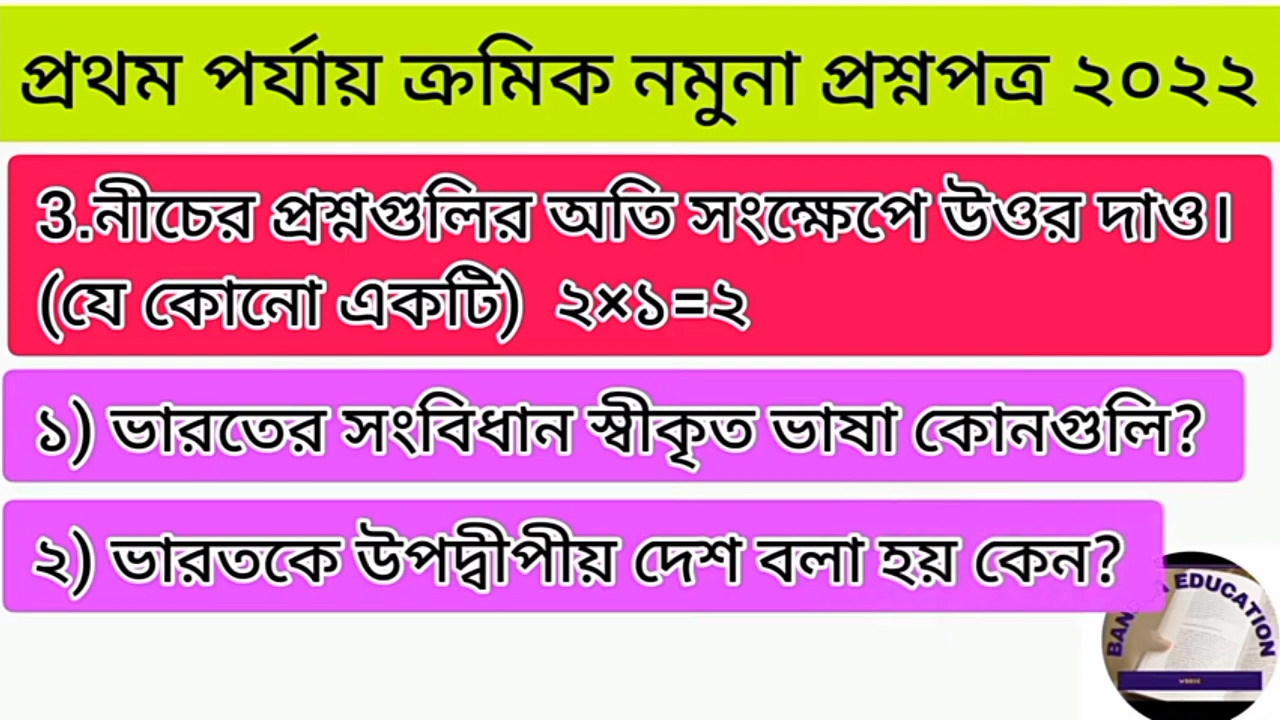 প্রথম পর্যায় ক্রমিক নমুনা প্রশ্নপত্র ২০২২
3.নীচের প্রশ্নগুলির অতি সংক্ষেপে উওর দাও।
(যে কোনো একটি) ২×১=২
১) ভারতের সংবিধান স্বীকৃত ভাষা কোনগুলি?
২) ভারতকে উপদ্বীপীয় দেশ বলা হয় কেন?
EDUCATION